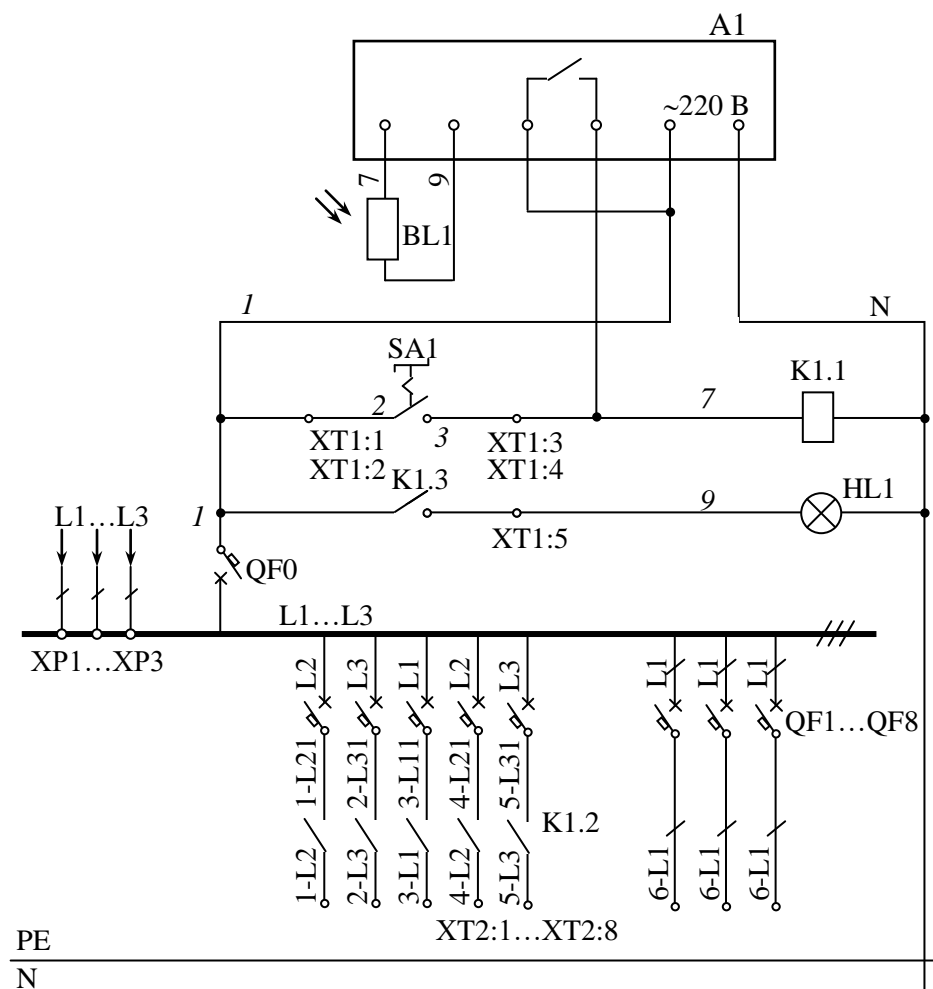 A1
~220 В
7
9
BL1
1
N
SA1
K1.1
2
3
7
XT1:1
XT1:3
XT1:2
XT1:4
K1.3
HL1
L1…L3
1
9
XT1:5
QF0
L1…L3
XP1…XP3
L2
L3
L1
L2
L3
L1
L1
L1
QF1…QF8
1-L21
2-L31
3-L11
4-L21
5-L31
K1.2
1-L2
2-L3
3-L1
4-L2
5-L3
6-L1
6-L1
6-L1
XT2:1…XT2:8
PE
N